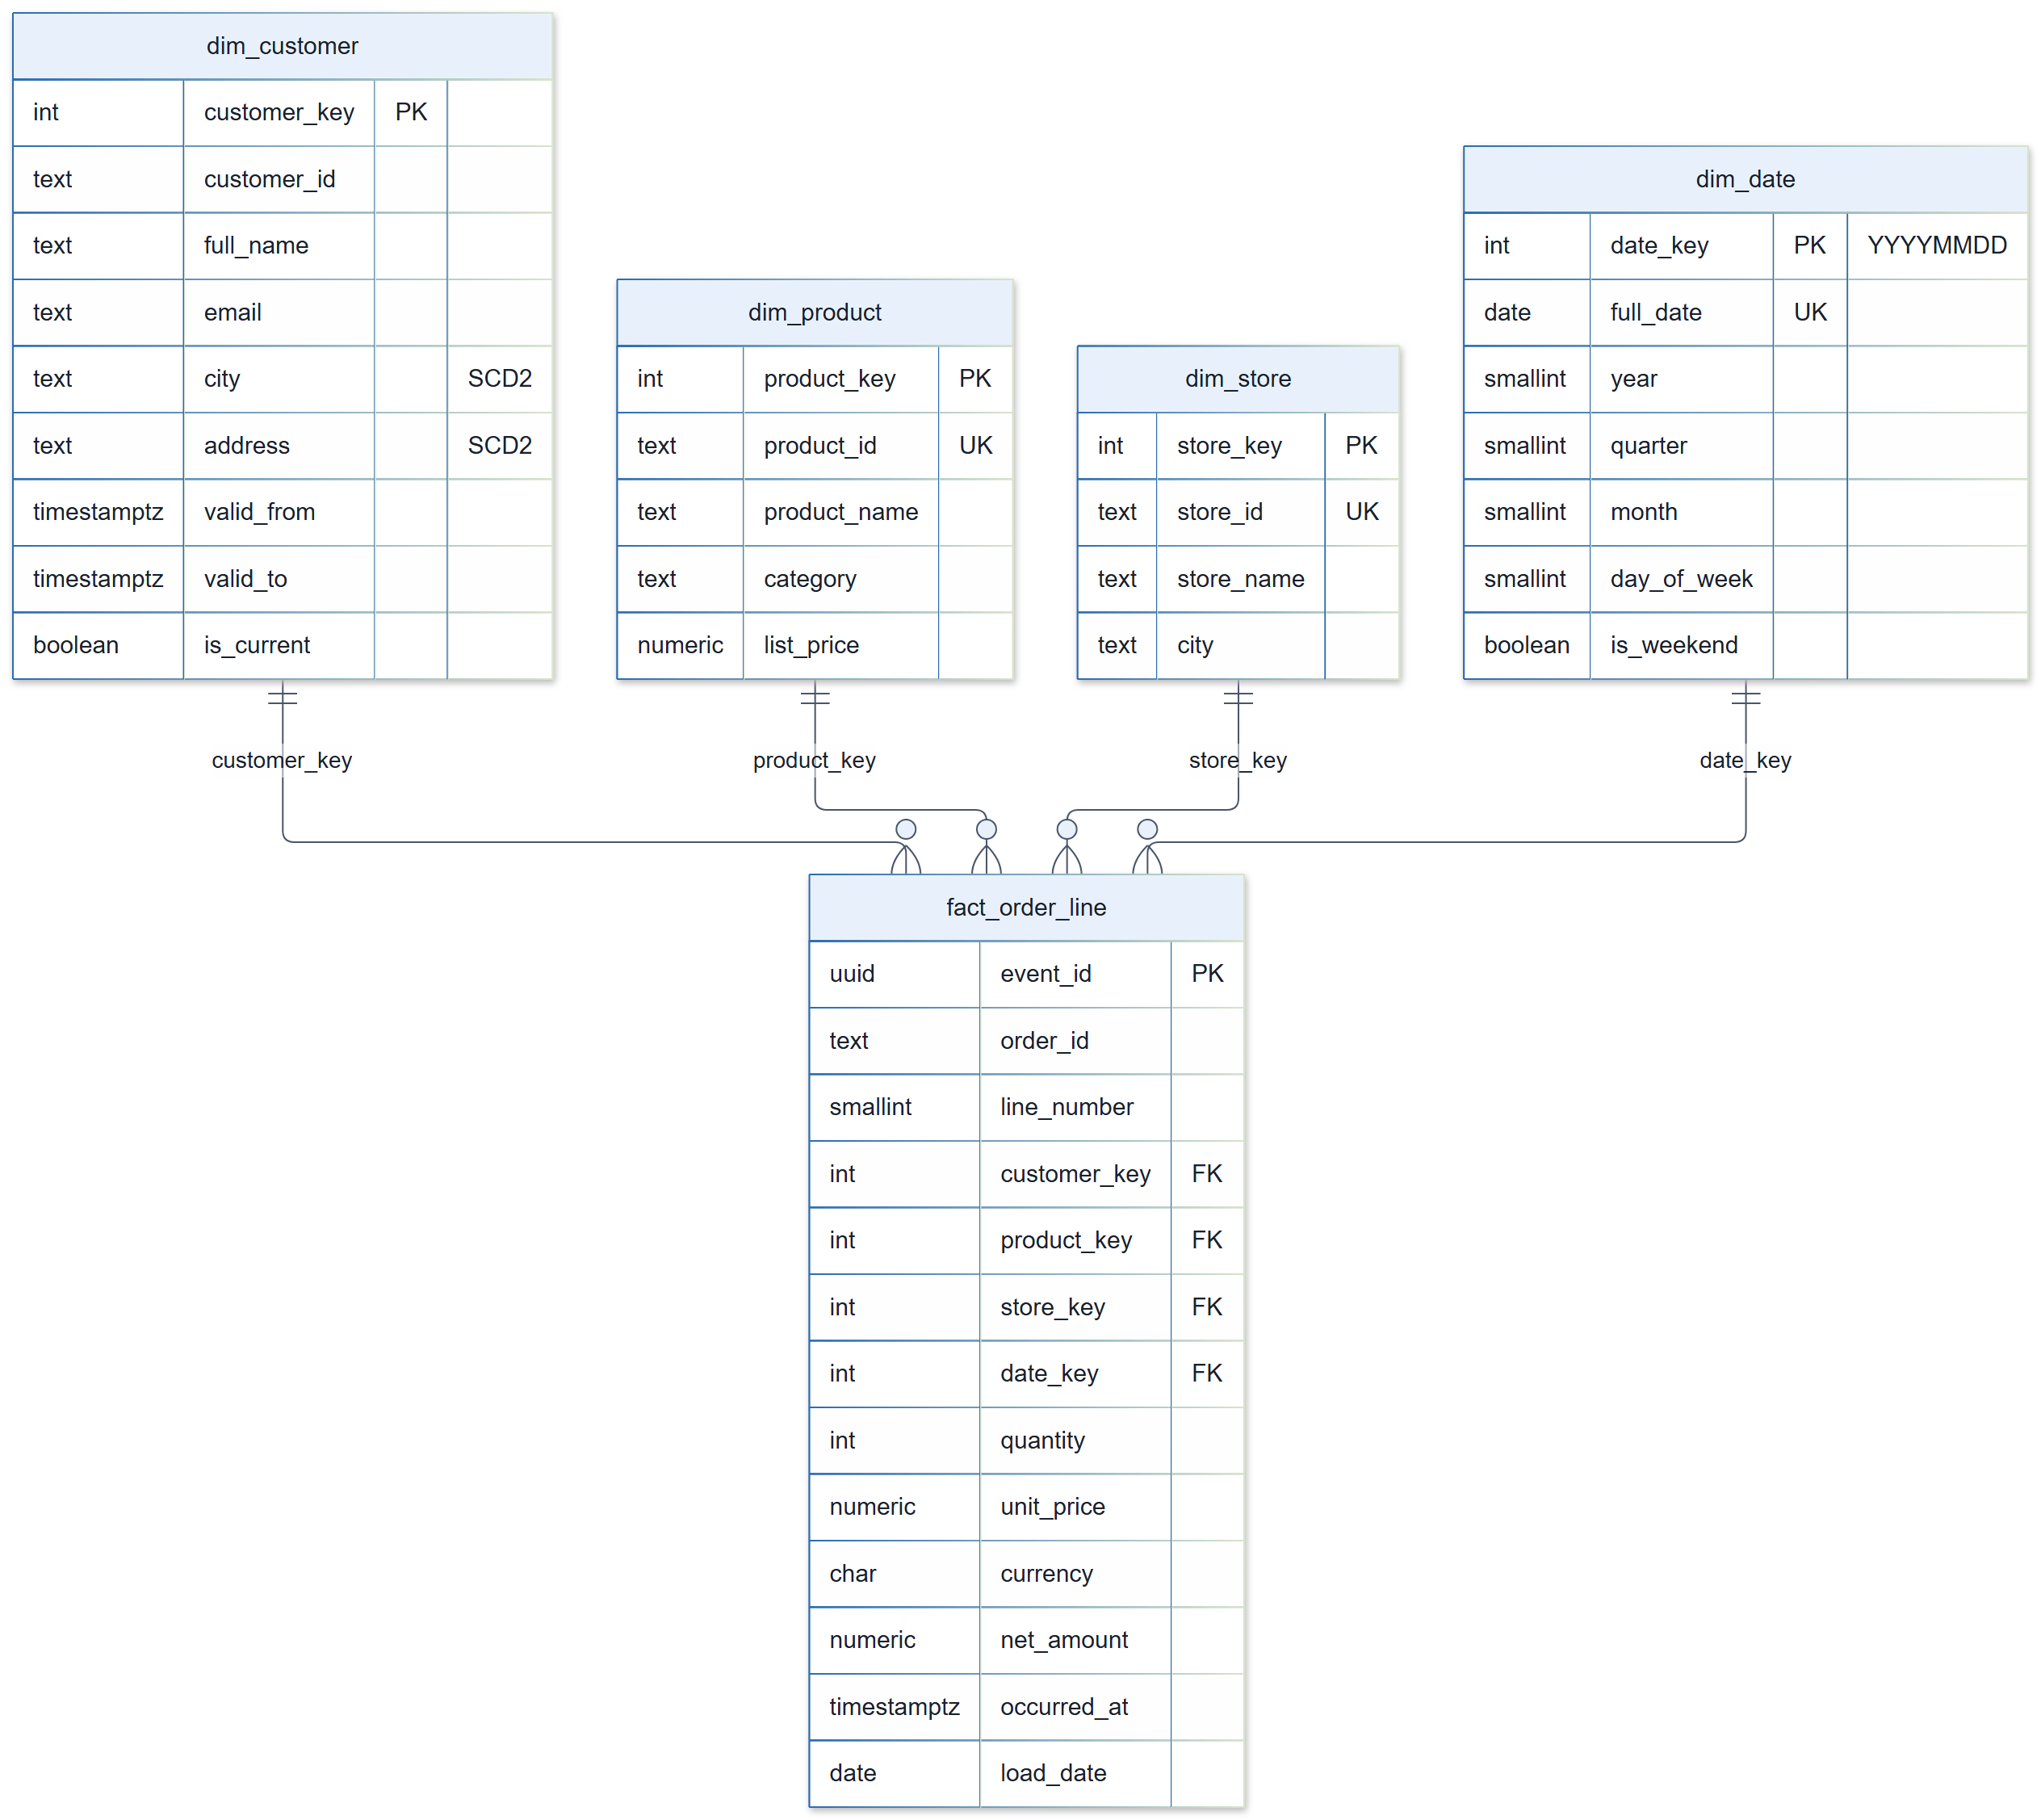 dim_customer
int customer_key PK
text customer_id
text full_name
text email
text city SCD2
text address SCD2
timestamptz valid_from
timestamptz valid_to
boolean is_current
dim_product
int product_key PK
text product_id UK
text product_name
text category
numeric list_price
dim_store
int store_key PK
text store_id UK
text store_name
text city
dim_date
int date_key PK YYYYMMDD
date full_date UK
smallint year
smallint quarter
smallint month
smallint day_of_week
boolean is_weekend
customer_key
product_key
store_key
date_key
fact_order_line
uuid event_id PK
text order_id
smallint line_number
int customer_key FK
int product_key FK
int store_key FK
int date_key FK
int quantity
numeric unit_price
char currency
numeric net_amount
timestamptz occurred_at
date load_date